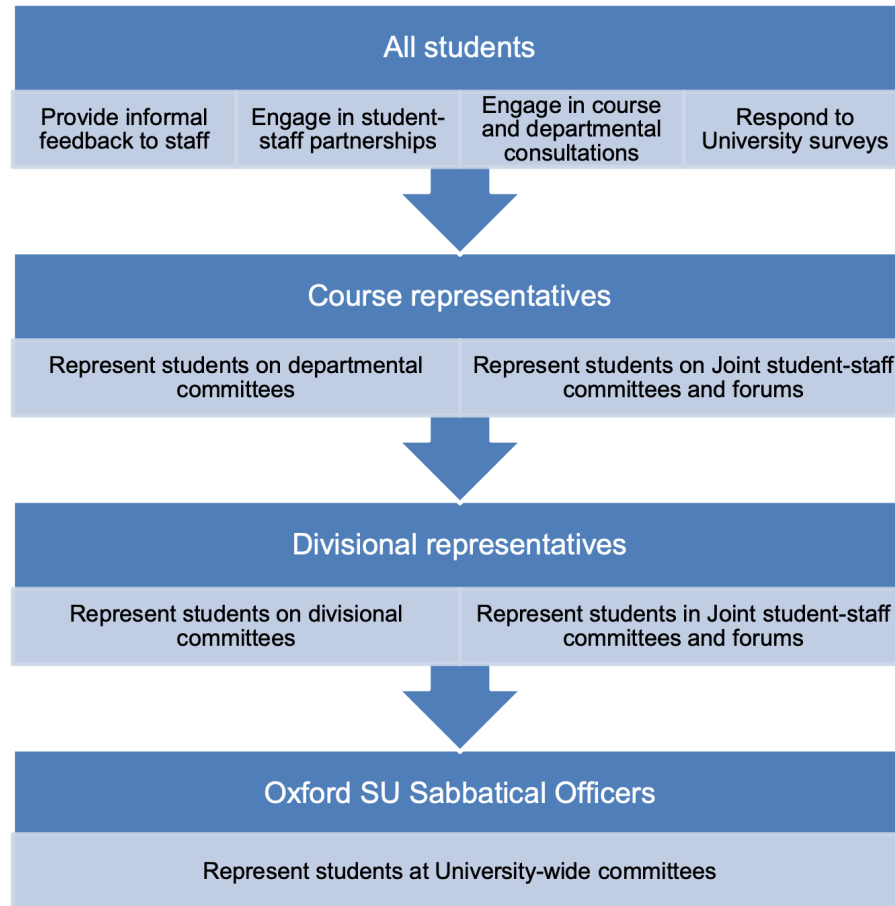 All students
Provide informal
feedback to staff
Engage in student-
staff partnerships
Engage in course
and departmental
consultations
Respond to
University surveys
Course representatives
Represent students on departmental
committees
Represent students on Joint student-staff
committees and forums
Divisional representatives
Represent students on divisional
committees
Represent students in Joint student-staff
committees and forums
Oxford SU Sabbatical Officers
Represent students at University-wide committees